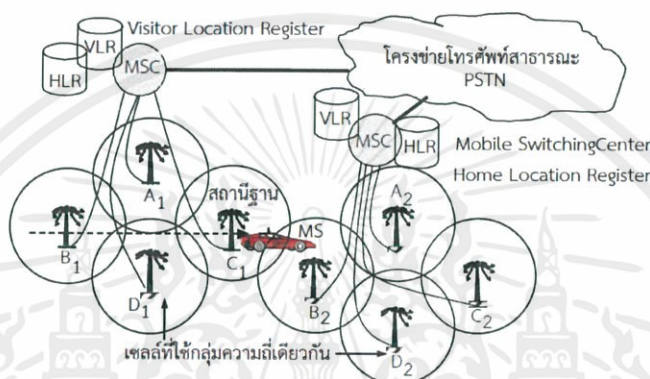 Visitor Location Register
VLR
HLR
MSC
โครงข่ายโทรศัพท์สาธารณะ
PSTN
VLR
MSC
HLR
Mobile SwitchingCenter
Home Location Register
A1
สถานีฐาน
A2
B1
C1
MS
D1
B2
C2
D2
เซลล์ที่ใช้กลุ่มความถี่เดียวกัน